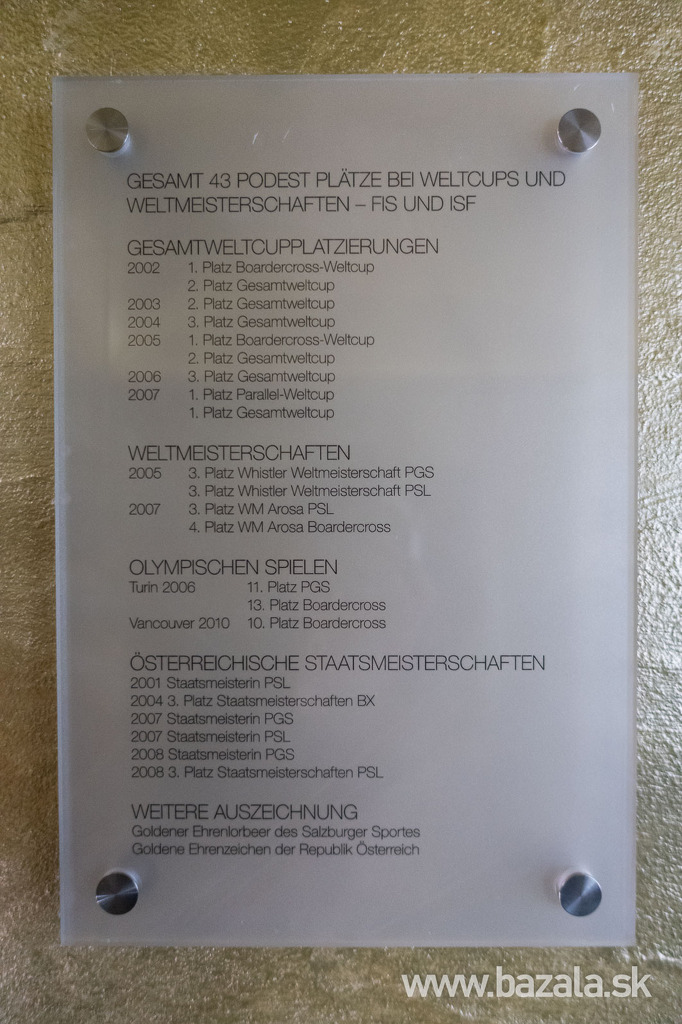 GESAMT 43 PODEST PLÄTZE BEI WELTCUPS UND
WELTMEISTERSCHAFTEN – FIS UND ISF
GESAMTWELTCUPPLATZIERUNGEN
2002 1. Platz Boardercross-Weltcup
2. Platz Gesamtweltcup
2003 2. Platz Gesamtweltcup
2004 3. Platz Gesamtweltcup
2005 1. Platz Boardercross-Weltcup
2. Platz Gesamtweltcup
2006 3. Platz Gesamtweltcup
2007 1. Platz Parallel-Weltcup
1. Platz Gesamtweltcup
WELTMEISTERSCHAFTEN
2005 3. Platz Whistler Weltmeisterschaft PGS
3. Platz Whistler Weltmeisterschaft PSL
2007 3. Platz WM Arosa PSL
4. Platz WM Arosa Boardercross
OLYMPISCHEN SPIELEN
Turin 2006 11. Platz PGS
13. Platz Boardercross
Vancouver 2010 10. Platz Boardercross
ÖSTERREICHISCHE STAATSMEISTERSCHAFTEN
2001 Staatsmeisterin PSL
2004 3. Platz Staatsmeisterschaften BX
2007 Staatsmeisterin PGS
2007 Staatsmeisterin PSL
2008 Staatsmeisterin PGS
2008 3. Platz Staatsmeisterschaften PSL
WEITERE AUSZEICHNUNG
Goldener Ehrenlorbeer des Salzburger Sportes
Goldene Ehrenzeichen der Republik Österreich
www.bazala.sk